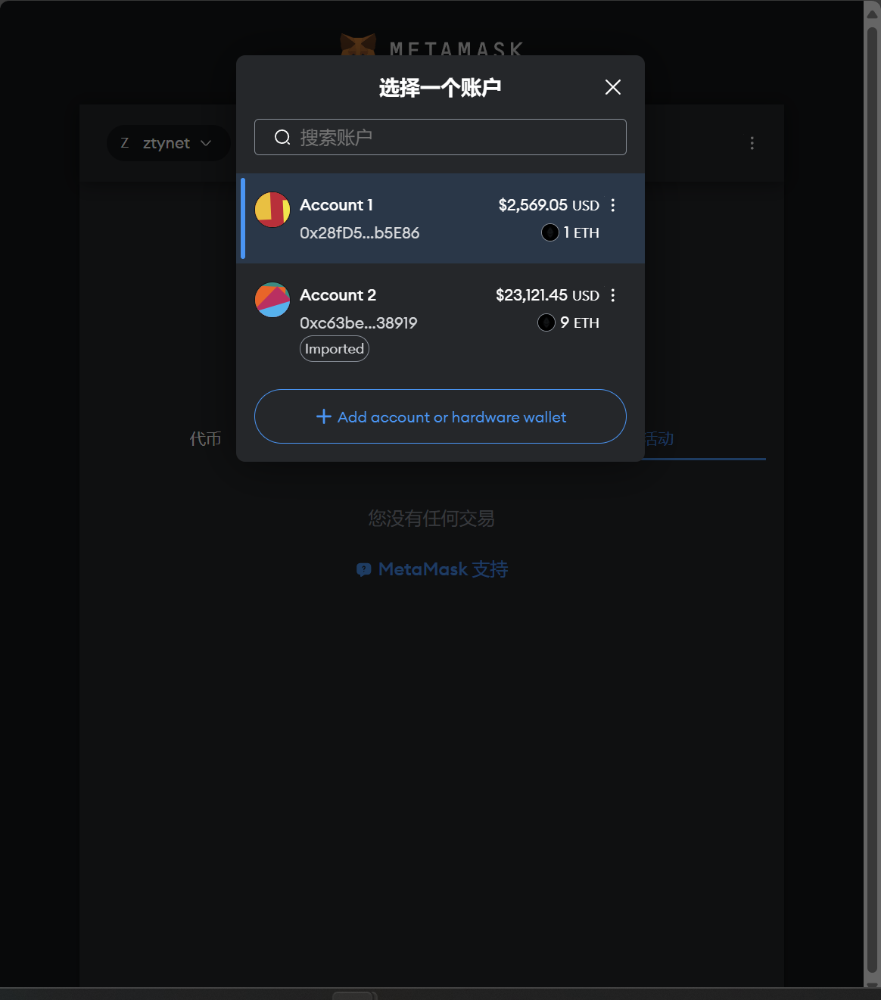 METAMASK
选择一个账户
搜索账户
Z ztynet
Account 1 $2,569.05 USD
0x28fD5...b5E86 1 ETH
Account 2 $23,121.45 USD
0xc63be...38919 9 ETH
Imported
Add account or hardware wallet
代币 活动
您没有任何交易
MetaMask 支持